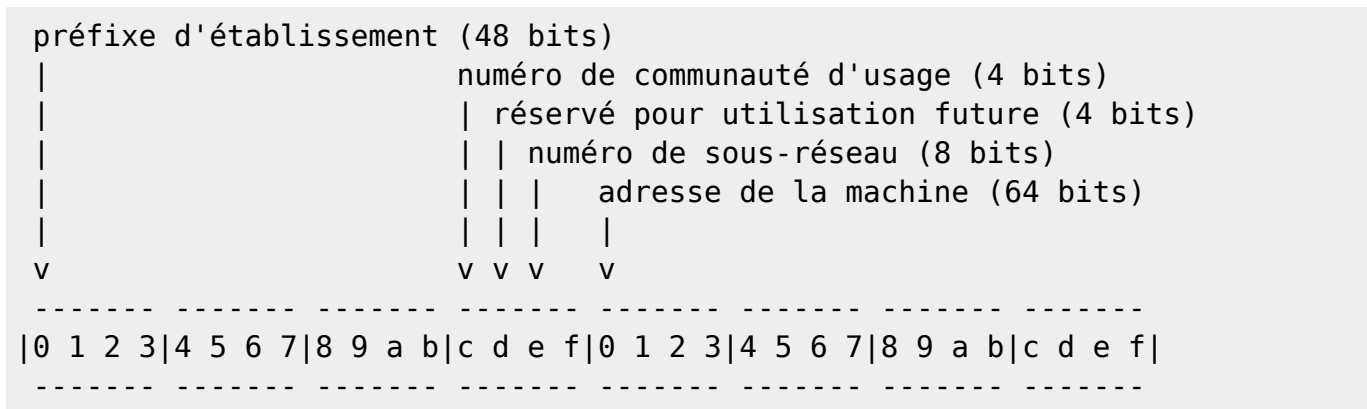 préfixe d'établissement (48 bits)
|                       numéro de communauté d'usage (4 bits)
|                       | réservé pour utilisation future (4 bits)
|                       | | numéro de sous-réseau (8 bits)
|                       | | |   adresse de la machine (64 bits)
|                       | | |   |
v                       v v v   v
------- ------- ------- ------- ------- ------- ------- -------
|0 1 2 3|4 5 6 7|8 9 a b|c d e f|0 1 2 3|4 5 6 7|8 9 a b|c d e f|
------- ------- ------- ------- ------- ------- ------- -------